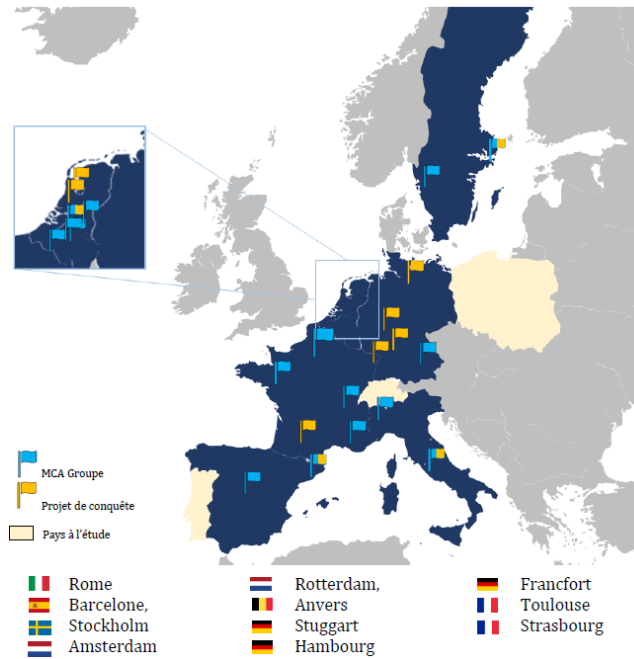 MCA Groupe
Projet de conquête
Pays à l'étude
Rome
Barcelone,
Stockholm
Amsterdam
Rotterdam,
Anvers
Stuggart
Hambourg
Francfort
Toulouse
Strasbourg